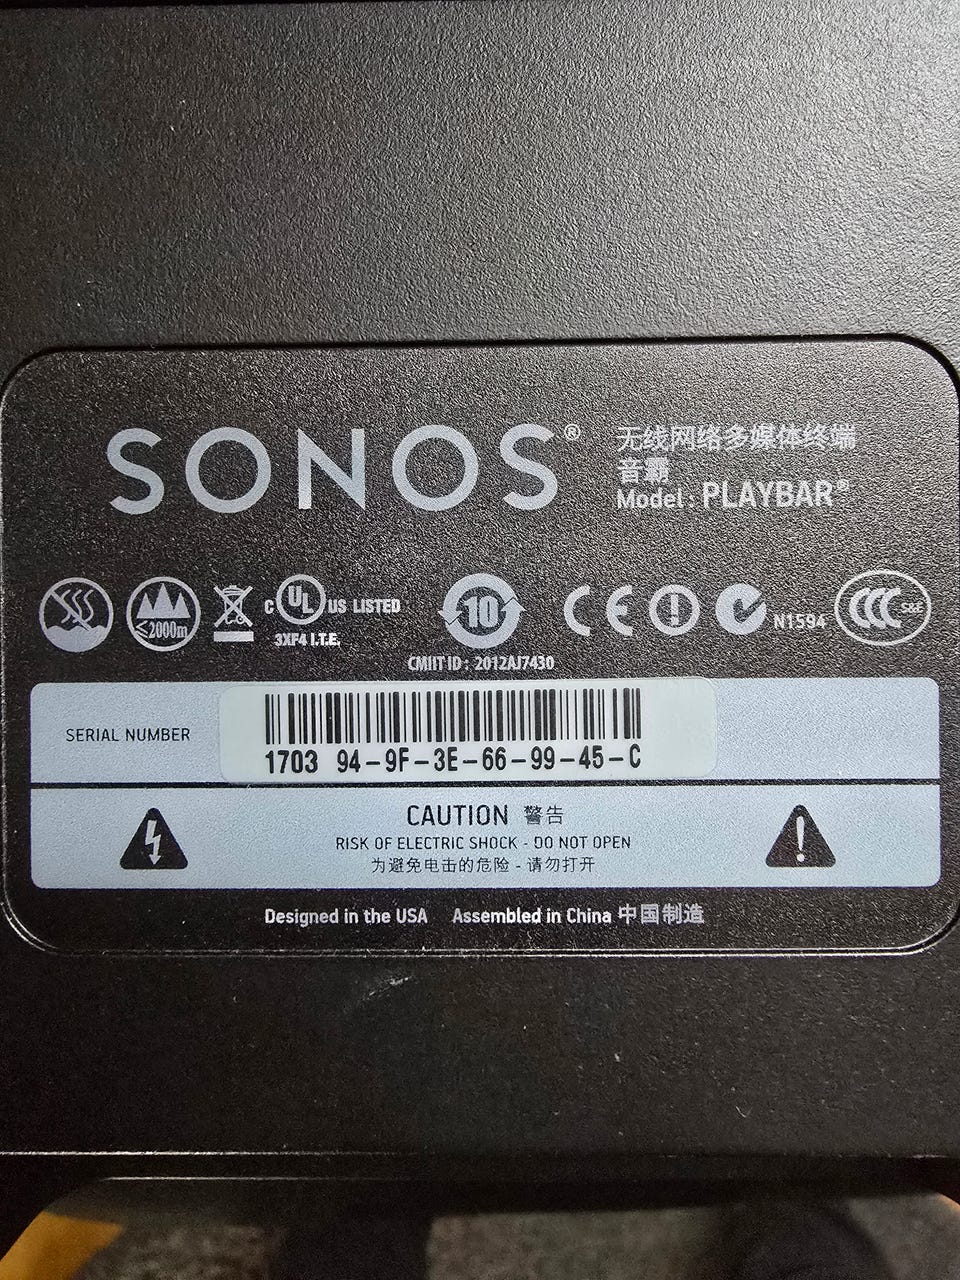 SONOS®
无线网络多媒体终端
音霸
Model: PLAYBAR®
≤2000m
C UL US LISTED
3XF4 I.T.E.
10
CE
N1594
CCC S&E
CMIIT ID: 2012AJ7430
SERIAL NUMBER
1703 94-9F-3E-66-99-45-C
CAUTION 警告
RISK OF ELECTRIC SHOCK - DO NOT OPEN
为避免电击的危险 - 请勿打开
Designed in the USA Assembled in China 中国制造